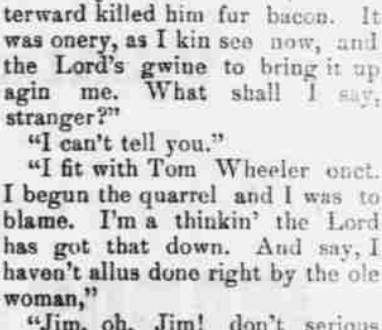 terward killed him fur bacon. It
was onery, as I kin see now, and
the Lord's gwine to bring it up
agin me. What shall I say,
stranger?"
"I can't tell you."
"I fit with Tom Wheeler onct.
I begun the quarrel and I was to
blame. I'm a thinkin' the Lord
has got that down. And say, I
haven't allus done right by the ole
woman,"
"Jim, oh, Jim! don't serious